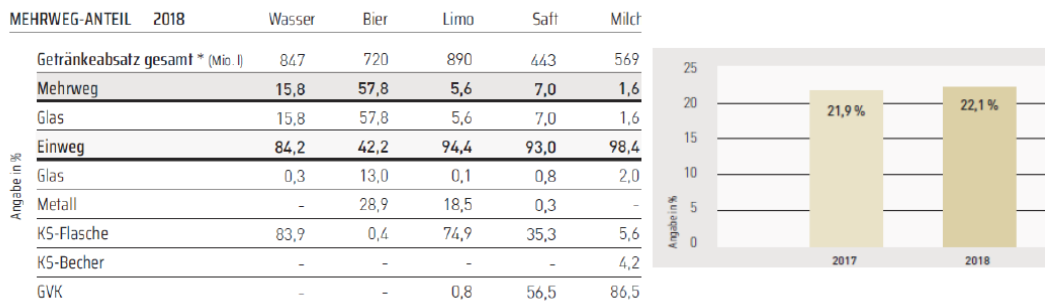 MEHRWEG-ANTEIL 2018 Wasser Bier Limo Saft Milch
Getränkeabsatz gesamt * (Mio. l) 847 720 890 443 569
Mehrweg 15,8 57,8 5,6 7,0 1,6
Glas 15,8 57,8 5,6 7,0 1,6
Einweg 84,2 42,2 94,4 93,0 98,4
Glas 0,3 13,0 0,1 0,8 2,0
Metall - 28,9 18,5 0,3 -
KS-Flasche 83,9 0,4 74,9 35,3 5,6
KS-Becher - - - - 4,2
GVK - - 0,8 56,5 86,5
Angabe in %
25
20
15
10
5
0
Angabe in %
21,9 %
22,1 %
2017
2018